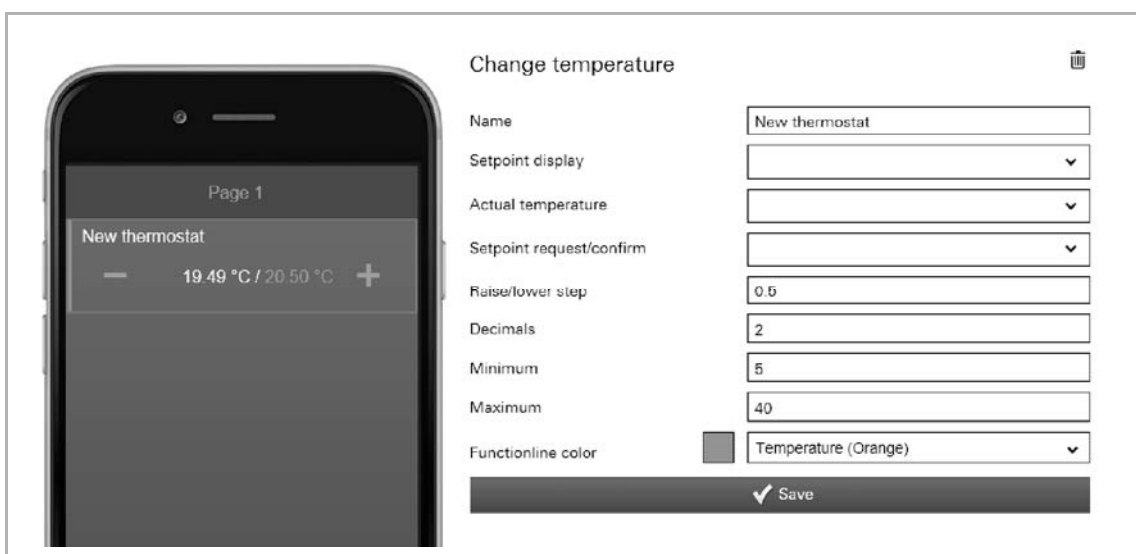 Page 1
New thermostat
19.49 °C / 20.50 °C
Change temperature
Name
New thermostat
Setpoint display
Actual temperature
Setpoint request/confirm
Raise/lower step
0.5
Decimals
2
Minimum
5
Maximum
40
Functionline color
Temperature (Orange)
Save